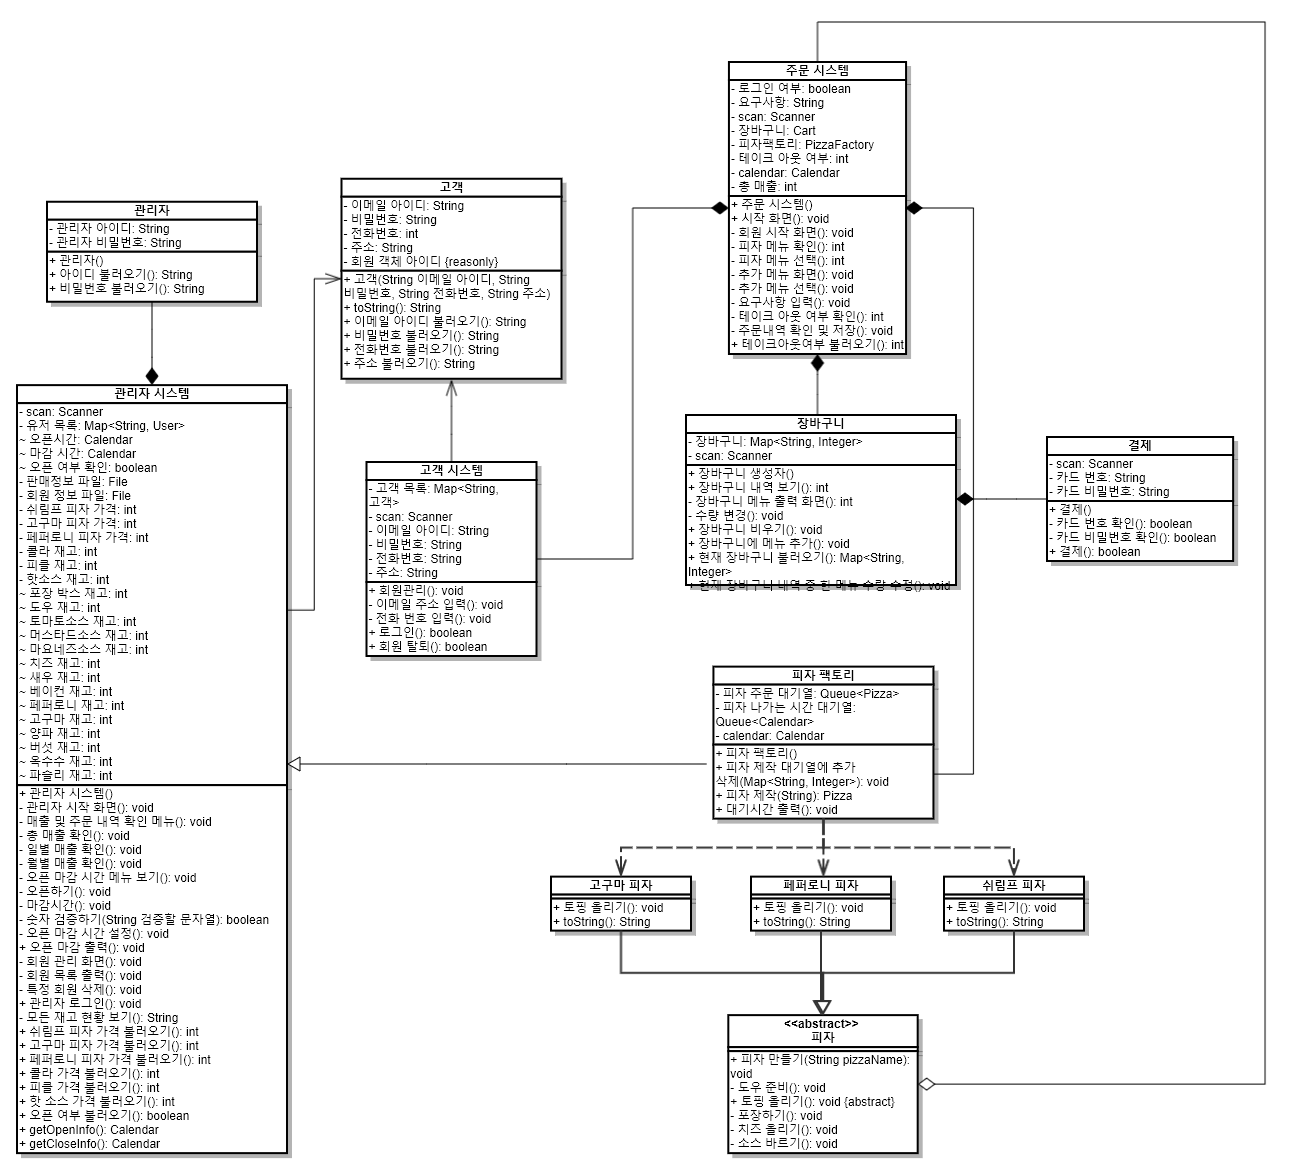 주문 시스템
- 로그인 여부: boolean
- 요구사항: String
- scan: Scanner
- 장바구니: Cart
- 피자팩토리: PizzaFactory
- 테이크 아웃 여부: int
- calendar: Calendar
- 총 매출: int
+ 주문 시스템()
+ 시작 화면(): void
- 회원 시작 화면(): void
- 피자 메뉴 확인(): int
- 피자 메뉴 선택(): int
- 추가 메뉴 화면(): void
- 추가 메뉴 선택(): void
- 요구사항 입력(): void
- 테이크 아웃 여부 확인(): int
- 주문내역 확인 및 저장(): void
+ 테이크아웃여부 불러오기(): int
고객
- 이메일 아이디: String
- 비밀번호: String
- 전화번호: int
- 주소: String
- 회원 객체 아이디 {reasonly}
+ 고객(String 이메일 아이디, String
비밀번호, String 전화번호, String 주소)
+ toString(): String
+ 이메일 아이디 불러오기(): String
+ 비밀번호 불러오기(): String
+ 전화번호 불러오기(): String
+ 주소 불러오기(): String
관리자
- 관리자 아이디: String
- 관리자 비밀번호: String
+ 관리자()
+ 아이디 불러오기(): String
+ 비밀번호 불러오기(): String
관리자 시스템
- scan: Scanner
- 유저 목록: Map<String, User>
~ 오픈시간: Calendar
~ 마감 시간: Calendar
~ 오픈 여부 확인: boolean
- 판매정보 파일: File
- 회원 정보 파일: File
- 쉬림프 피자 가격: int
- 고구마 피자 가격: int
- 페퍼로니 피자 가격: int
- 콜라 재고: int
- 피클 재고: int
- 핫소스 재고: int
~ 포장 박스 재고: int
~ 도우 재고: int
~ 토마토소스 재고: int
~ 머스타드소스 재고: int
~ 마요네즈소스 재고: int
~ 치즈 재고: int
~ 새우 재고: int
~ 베이컨 재고: int
~ 페퍼로니 재고: int
~ 고구마 재고: int
~ 양파 재고: int
~ 버섯 재고: int
~ 옥수수 재고: int
~ 파슬리 재고: int
+ 관리자 시스템()
- 관리자 시작 화면(): void
- 매출 및 주문 내역 확인 메뉴(): void
- 총 매출 확인(): void
- 일별 매출 확인(): void
- 월별 매출 확인(): void
- 오픈 마감 시간 메뉴 보기(): void
- 오픈하기(): void
- 마감시간(): void
- 숫자 검증하기(String 검증할 문자열): boolean
- 오픈 마감 시간 설정(): void
+ 오픈 마감 출력(): void
- 회원 관리 화면(): void
- 회원 목록 출력(): void
- 특정 회원 삭제(): void
+ 관리자 로그인(): void
- 모든 재고 현황 보기(): String
+ 쉬림프 피자 가격 불러오기(): int
+ 고구마 피자 가격 불러오기(): int
+ 페퍼로니 피자 가격 불러오기(): int
+ 콜라 가격 불러오기(): int
+ 피클 가격 불러오기(): int
+ 핫 소스 가격 불러오기(): int
+ 오픈 여부 불러오기(): boolean
+ getOpenInfo(): Calendar
+ getCloseInfo(): Calendar
고객 시스템
- 고객 목록: Map<String,
고객>
- scan: Scanner
- 이메일 아이디: String
- 비밀번호: String
- 전화번호: String
- 주소: String
+ 회원관리(): void
- 이메일 주소 입력(): void
- 전화 번호 입력(): void
+ 로그인(): boolean
+ 회원 탈퇴(): boolean
장바구니
- 장바구니: Map<String, Integer>
- scan: Scanner
+ 장바구니 생성자()
+ 장바구니 내역 보기(): int
- 장바구니 메뉴 출력 화면(): int
- 수량 변경(): void
+ 장바구니 비우기(): void
+ 장바구니에 메뉴 추가(): void
+ 현재 장바구니 불러오기(): Map<String,
Integer>
+ 현재 장바구니 내역 중 한 메뉴 수량 수정(): void
결제
- scan: Scanner
- 카드 번호: String
- 카드 비밀번호: String
+ 결제()
- 카드 번호 확인(): boolean
- 카드 비밀번호 확인(): boolean
+ 결제(): boolean
피자 팩토리
- 피자 주문 대기열: Queue<Pizza>
- 피자 나가는 시간 대기열:
Queue<Calendar>
- calendar: Calendar
+ 피자 팩토리()
+ 피자 제작 대기열에 추가
삭제(Map<String, Integer>): void
+ 피자 제작(String): Pizza
+ 대기시간 출력(): void
고구마 피자
+ 토핑 올리기(): void
+ toString(): String
페퍼로니 피자
+ 토핑 올리기(): void
+ toString(): String
쉬림프 피자
+ 토핑 올리기(): void
+ toString(): String
<<abstract>>
피자
+ 피자 만들기(String pizzaName):
void
- 도우 준비(): void
+ 토핑 올리기(): void {abstract}
- 포장하기(): void
- 치즈 올리기(): void
- 소스 바르기(): void